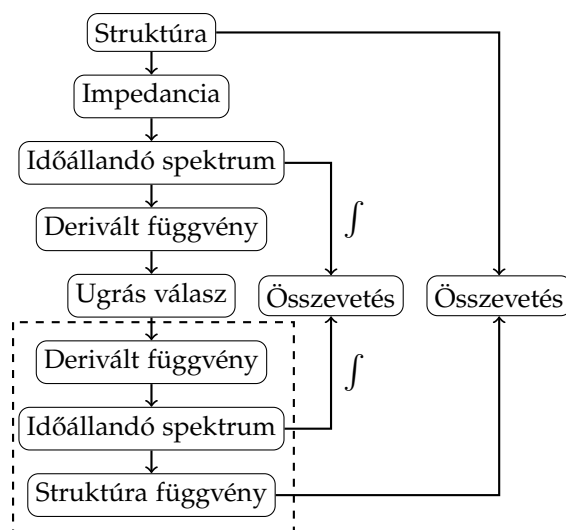 Struktúra
Impedancia
Időállandó spektrum
∫
Derivált függvény
Ugrás válasz
Összevetés
Összevetés
Derivált függvény
∫
Időállandó spektrum
Struktúra függvény